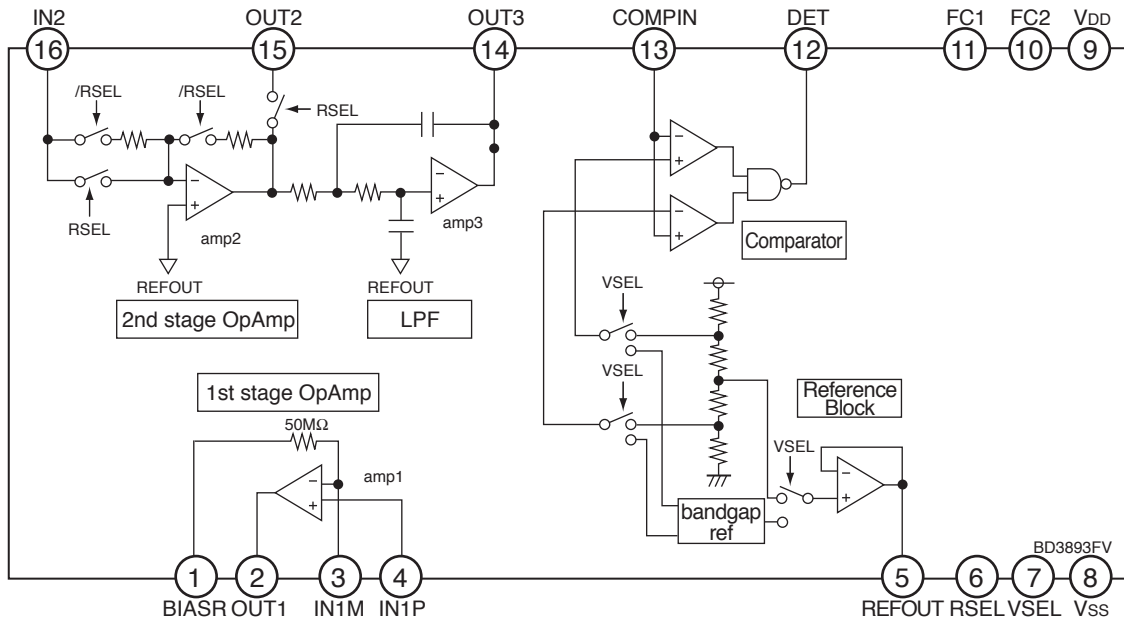 IN2 OUT2 OUT3 COMPIN DET FC1 FC2 VDD
16 15 14 13 12 11 10 9
/RSEL /RSEL
RSEL
RSEL
amp2
amp3
REFOUT REFOUT
2nd stage OpAmp LPF
Comparator
VSEL
VSEL
1st stage OpAmp
50MΩ
amp1
Reference
Block
VSEL
bandgap
ref
BD3893FV
1 2 3 4 5 6 7 8
BIASR OUT1 IN1M IN1P REFOUT RSEL VSEL VSS